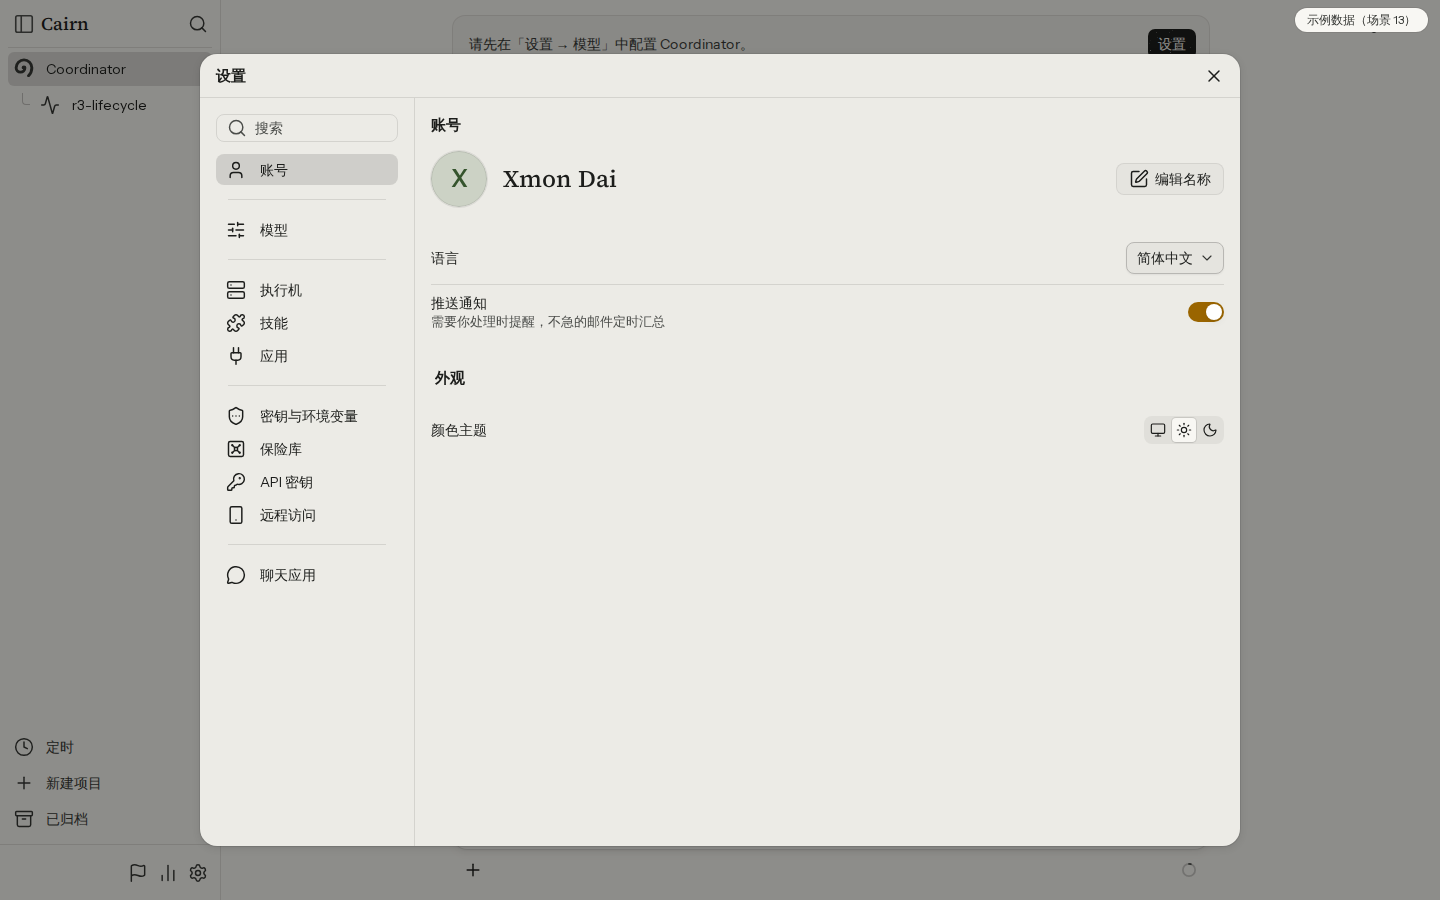 Cairn
Coordinator
r3-lifecycle
定时
新建项目
已归档
请先在「设置 → 模型」中配置 Coordinator。
设置
示例数据（场景 13）
设置
搜索
账号
模型
执行机
技能
应用
密钥与环境变量
保险库
API 密钥
远程访问
聊天应用
账号
X
Xmon Dai
编辑名称
语言
简体中文
推送通知
需要你处理时提醒，不急的邮件定时汇总
外观
颜色主题